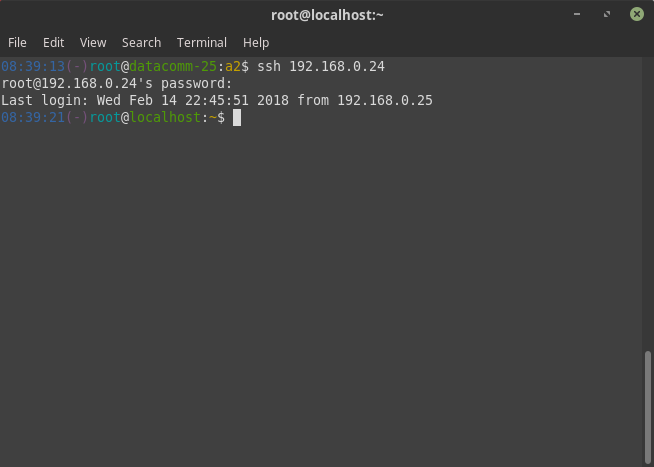 root@localhost:~
File Edit View Search Terminal Help
08:39:13(-)root@datacomm-25:a2$ ssh 192.168.0.24
root@192.168.0.24's password:
Last login: Wed Feb 14 22:45:51 2018 from 192.168.0.25
08:39:21(-)root@localhost:~$